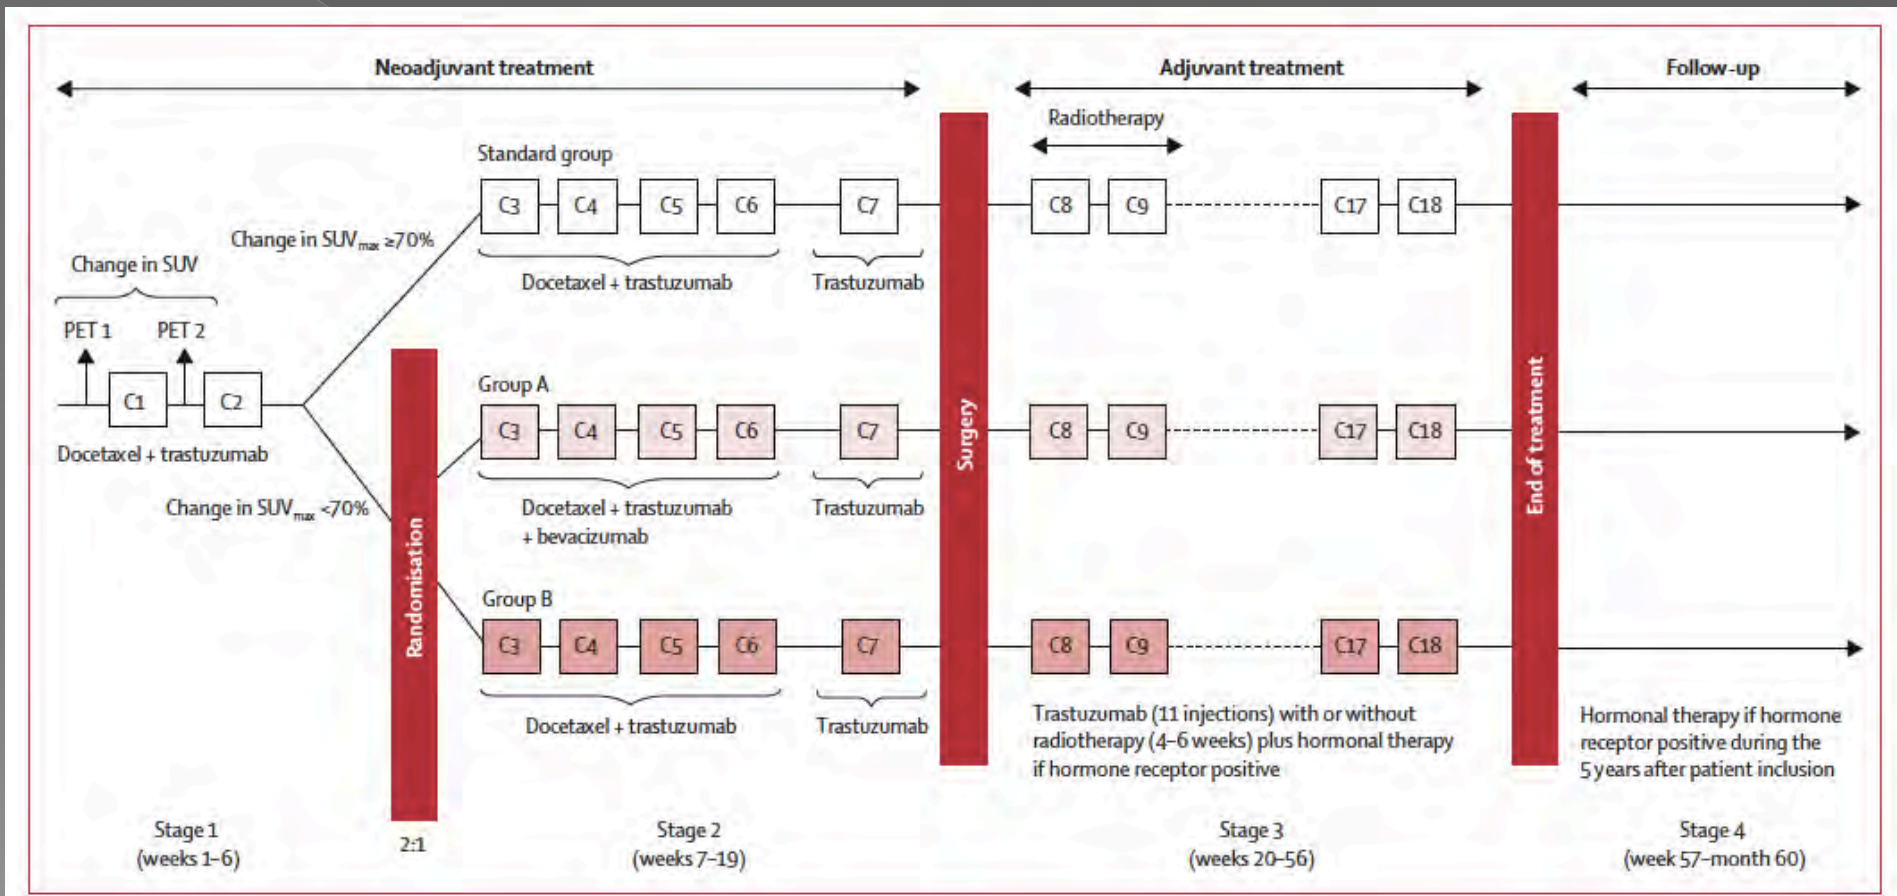 Neoadjuvant treatment
Adjuvant treatment
Follow-up
Radiotherapy
Standard group
C3
C4
C5
C6
C7
C8
C9
C17
C18
Change in SUVmax ≥70%
Change in SUV
Docetaxel + trastuzumab
Trastuzumab
PET 1
PET 2
C1
C2
Docetaxel + trastuzumab
Change in SUVmax <70%
Randomisation
Group A
C3
C4
C5
C6
C7
C8
C9
C17
C18
Docetaxel + trastuzumab
+ bevacizumab
Trastuzumab
Surgery
End of treatment
Group B
C3
C4
C5
C6
C7
C8
C9
C17
C18
Docetaxel + trastuzumab
Trastuzumab
Trastuzumab (11 injections) with or without
radiotherapy (4–6 weeks) plus hormonal therapy
if hormone receptor positive
Hormonal therapy if hormone
receptor positive during the
5 years after patient inclusion
Stage 1
(weeks 1–6)
2:1
Stage 2
(weeks 7–19)
Stage 3
(weeks 20–56)
Stage 4
(week 57–month 60)